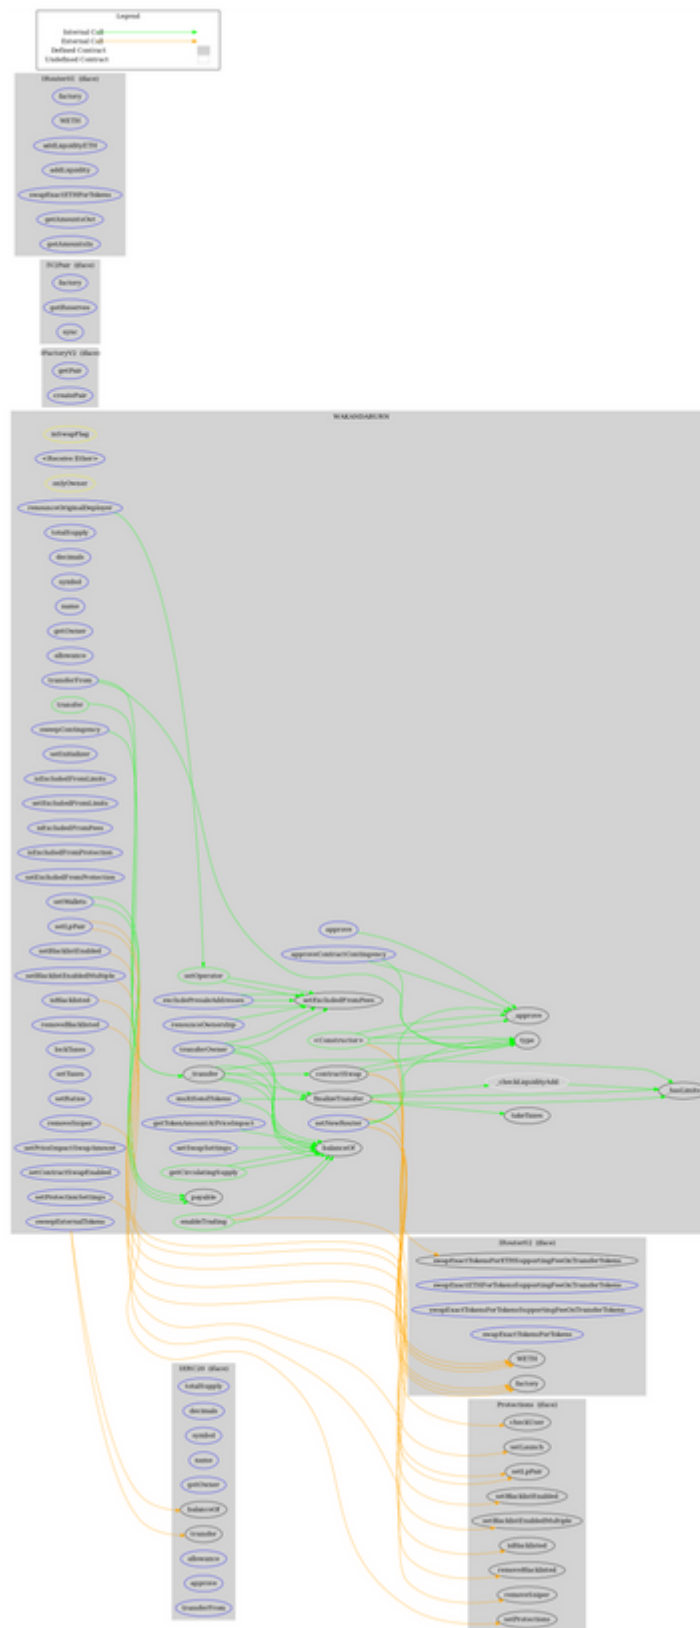 Legend
Internal Call
External Call
Defined Contract
Undefined Contract
IRouter01 (iface)
factory
WETH
addLiquidityETH
addLiquidity
swapExactETHForTokens
getAmountsOut
getAmountsIn
IV2Pair (iface)
factory
getReserves
sync
IFactoryV2 (iface)
getPair
createPair
WAKANDABURN
inSwapFlag
<Receive Ether>
onlyOwner
renounceOriginalDeployer
totalSupply
decimals
symbol
name
getOwner
allowance
transferFrom
transfer
sweepContingency
setInitializer
isExcludedFromLimits
setExcludedFromLimits
isExcludedFromFees
isExcludedFromProtection
setExcludedFromProtection
setWallets
setLpPair
setBlacklistEnabled
setBlacklistEnabledMultiple
isBlacklisted
removeBlacklisted
lockTaxes
setTaxes
setRatios
removeSniper
setPriceImpactSwapAmount
setContractSwapEnabled
setProtectionSettings
sweepExternalTokens
setOperator
excludePresaleAddresses
renounceOwnership
transferOwner
_transfer
multiSendTokens
getTokenAmountAtPriceImpact
setSwapSettings
getCirculatingSupply
payable
enableTrading
approve
approveContractContingency
setExcludedFromFees
<Constructor>
contractSwap
finalizeTransfer
setNewRouter
balanceOf
_approve
type
_checkLiquidityAdd
takeTaxes
_hasLimits
IRouter02 (iface)
swapExactTokensForETHSupportingFeeOnTransferTokens
swapExactETHForTokensSupportingFeeOnTransferTokens
swapExactTokensForTokensSupportingFeeOnTransferTokens
swapExactTokensForTokens
WETH
factory
IERC20 (iface)
totalSupply
decimals
symbol
name
getOwner
balanceOf
transfer
allowance
approve
transferFrom
Protections (iface)
checkUser
setLaunch
setLpPair
setBlacklistEnabled
setBlacklistEnabledMultiple
isBlacklisted
removeBlacklisted
removeSniper
setProtections